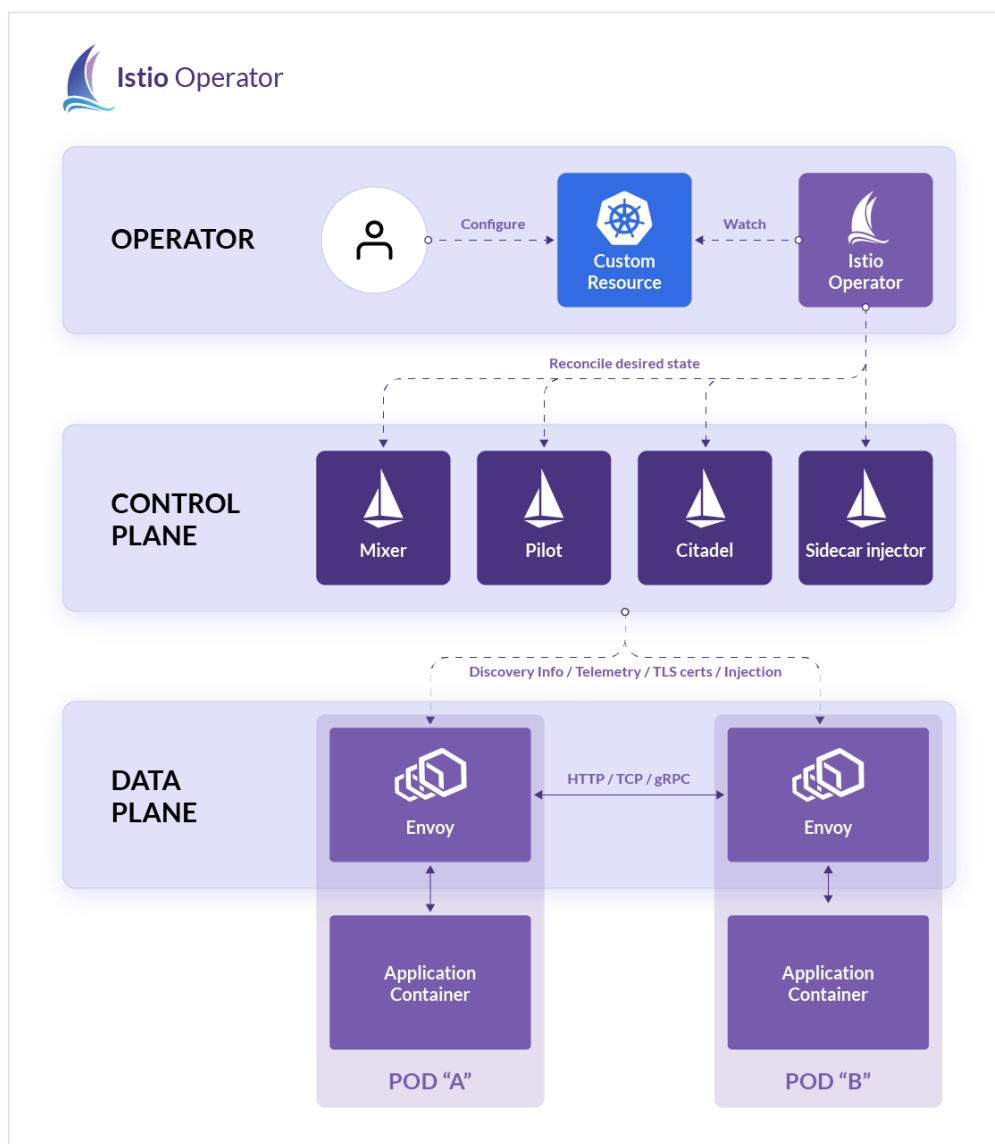 Istio Operator
OPERATOR
Configure
Custom
Resource
Watch
Istio
Operator
Reconcile desired state
CONTROL
PLANE
Mixer
Pilot
Citadel
Sidecar injector
Discovery Info / Telemetry / TLS certs / Injection
DATA
PLANE
Envoy
HTTP / TCP / gRPC
Envoy
Application
Container
Application
Container
POD “A”
POD “B”